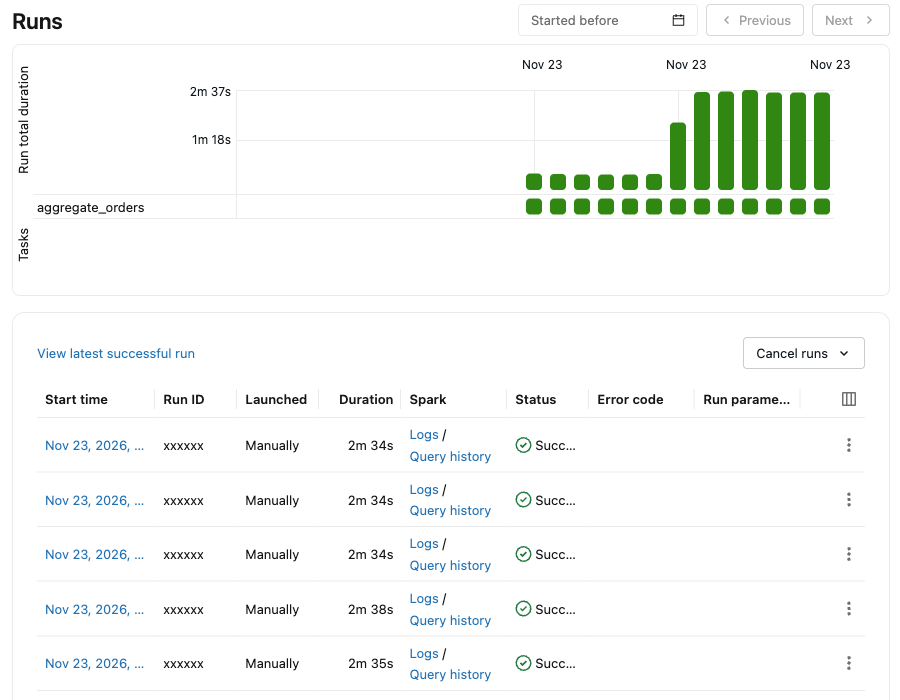 Runs
Started before
Previous
Next
Nov 23 Nov 23 Nov 23
Run total duration
2m 37s
1m 18s
aggregate_orders
Tasks
View latest successful run
Cancel runs
Start time Run ID Launched Duration Spark Status Error code Run parame...
Nov 23, 2026, ... xxxxxx Manually 2m 34s Logs / Succ...
Query history
Nov 23, 2026, ... xxxxxx Manually 2m 34s Logs / Succ...
Query history
Nov 23, 2026, ... xxxxxx Manually 2m 34s Logs / Succ...
Query history
Nov 23, 2026, ... xxxxxx Manually 2m 38s Logs / Succ...
Query history
Nov 23, 2026, ... xxxxxx Manually 2m 35s Logs / Succ...
Query history